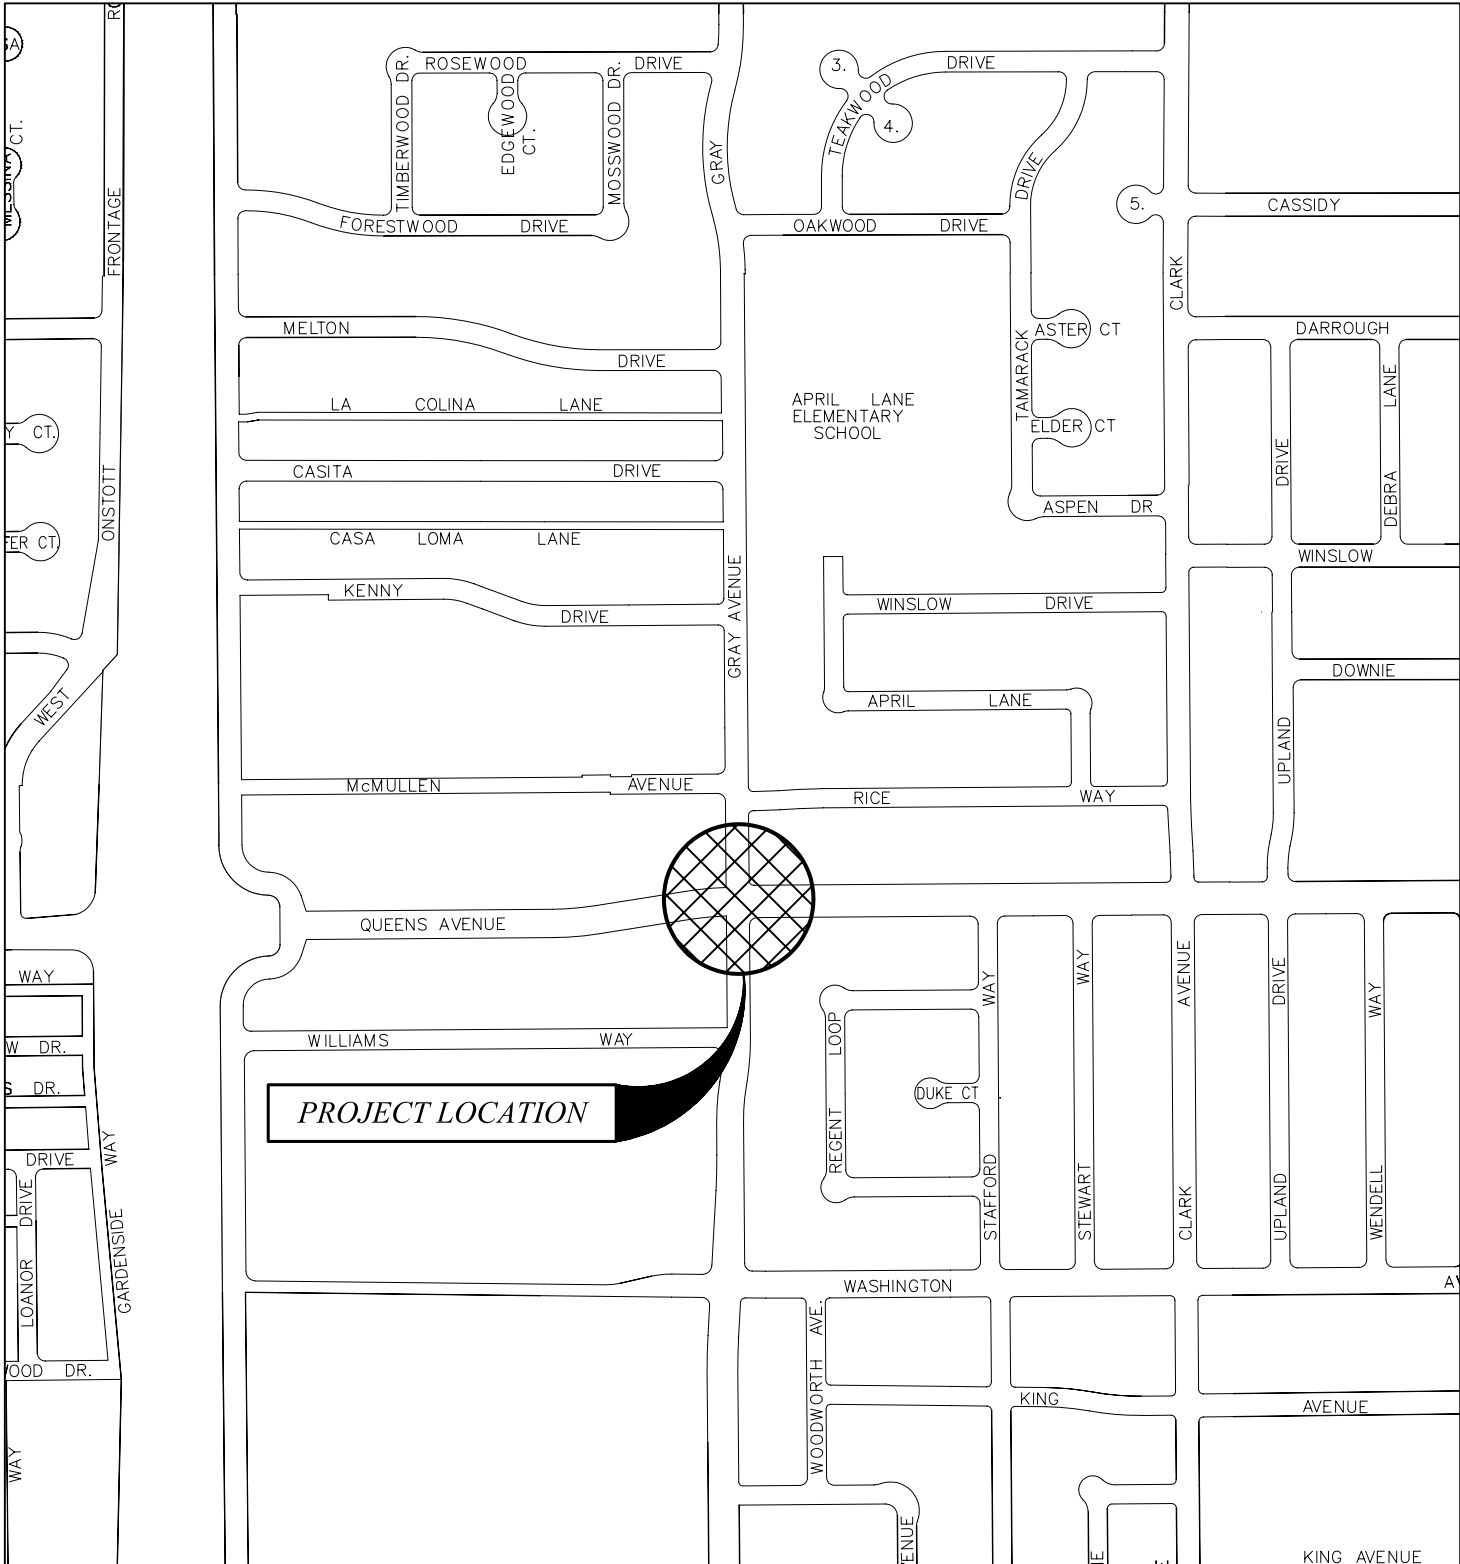 ROSEWOOD DRIVE
TIMBERWOOD DR.
EDGEWOOD
CT.
MOSSWOOD DR.
FORESTWOOD DRIVE
GRAY
3.
4.
5.
TEAKWOOD DRIVE
DRIVE
OAKWOOD DRIVE
CASSIDY
CLARK
CT.
FRONTAGE
MELTON DRIVE
LA COLINA LANE
CASITA DRIVE
CASA LOMA LANE
KENNY DRIVE
GRAY AVENUE
APRIL LANE
ELEMENTARY
SCHOOL
TAMARACK
ASTER CT
ELDER CT
ASPEN DR
DARROUGH
DRIVE
DEBRA LANE
WINSLOW
CT.
CT.
ONSTOTT
WEST
WINSLOW DRIVE
DOWNIE
UPLAND
APRIL LANE
McMULLEN AVENUE
RICE WAY
QUEENS AVENUE
WAY
DR.
DR.
DRIVE
WILLIAMS WAY
PROJECT LOCATION
REGENT LOOP
DUKE CT
STAFFORD WAY
STEWART WAY
CLARK AVENUE
UPLAND DRIVE
WENDELL WAY
LOANOR DRIVE
GARDENSIDE WAY
DR.
WAY
WASHINGTON
WOODWORTH AVE.
KING AVENUE
KING AVENUE